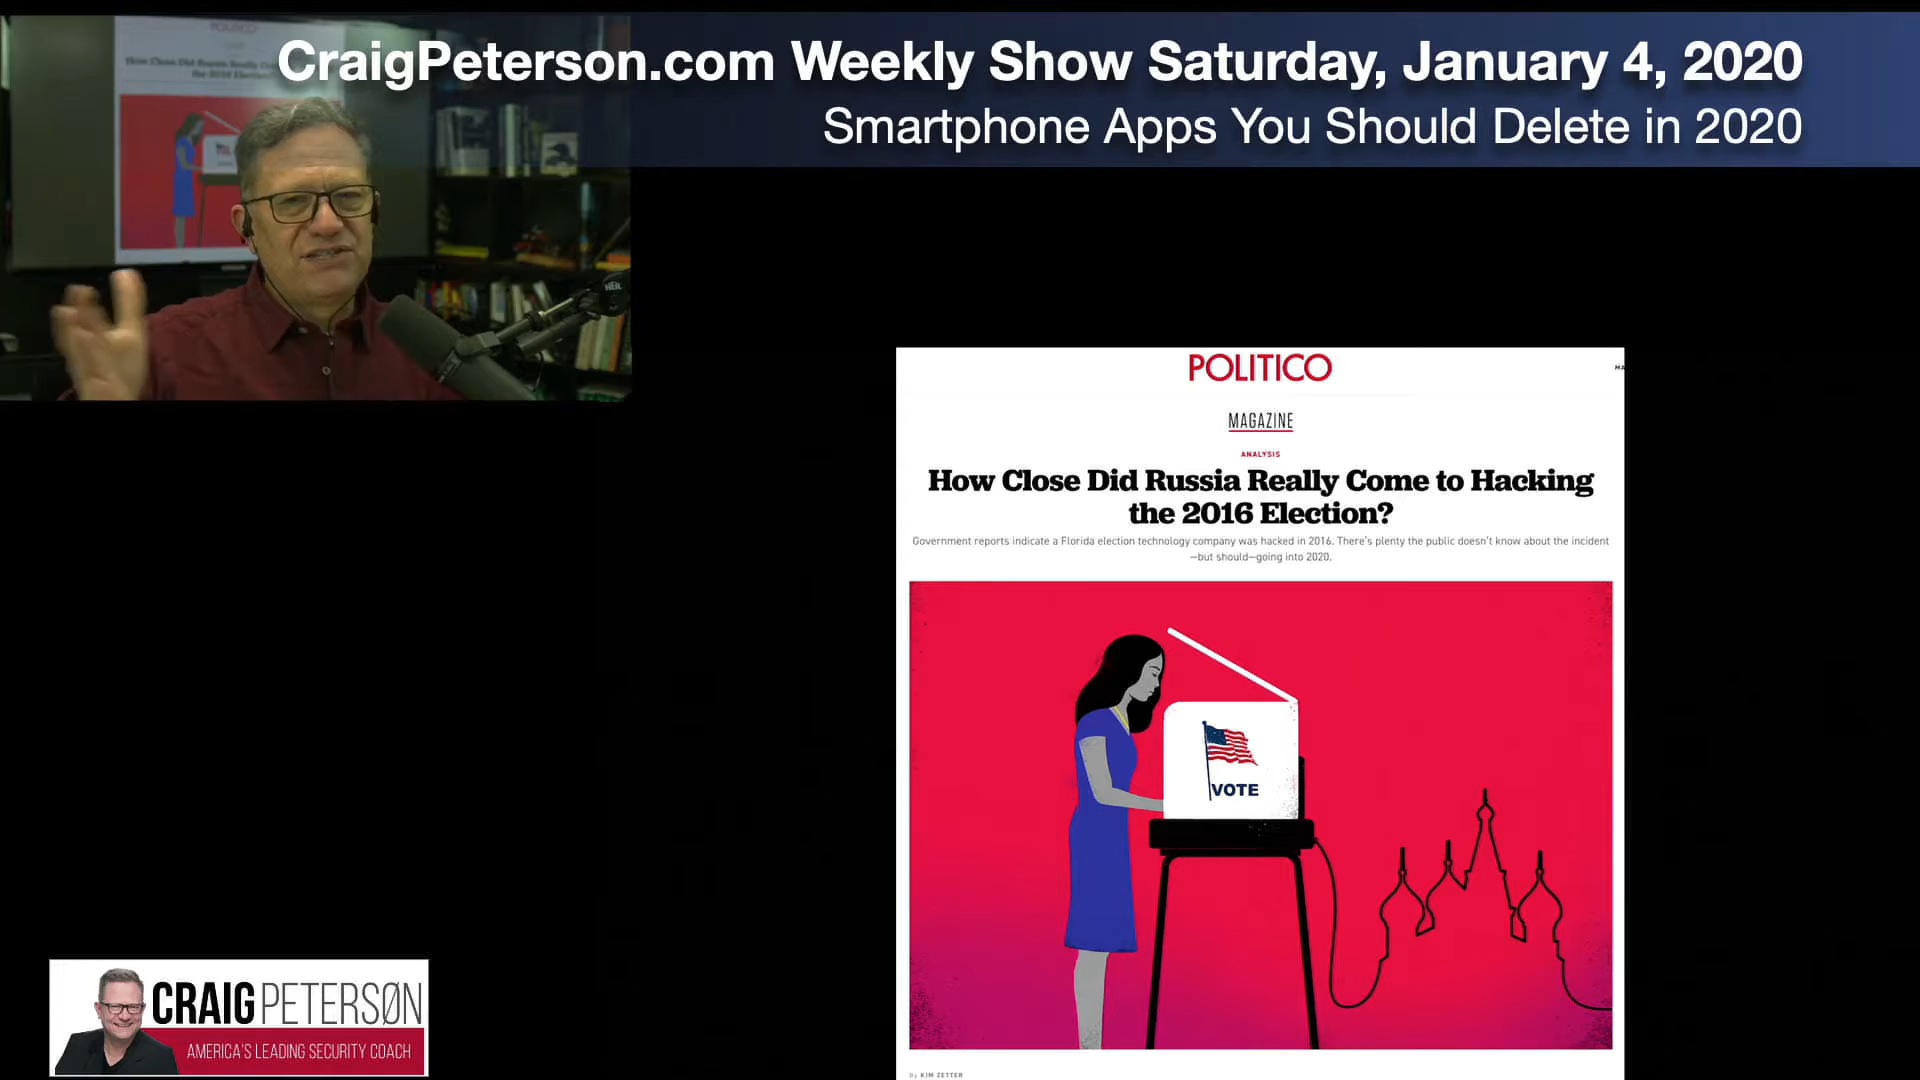 CraigPeterson.com Weekly Show Saturday, January 4, 2020
Smartphone Apps You Should Delete in 2020
POLITICO
HEIL
POLITICO
MA
MAGAZINE
ANALYSIS
How Close Did Russia Really Come to Hacking
the 2016 Election?
Government reports indicate a Florida election technology company was hacked in 2016. There's plenty the public doesn't know about the incident
—but should—going into 2020.
VOTE
By KIM ZETTER
CRAIG PETERSØN
AMERICA'S LEADING SECURITY COACH